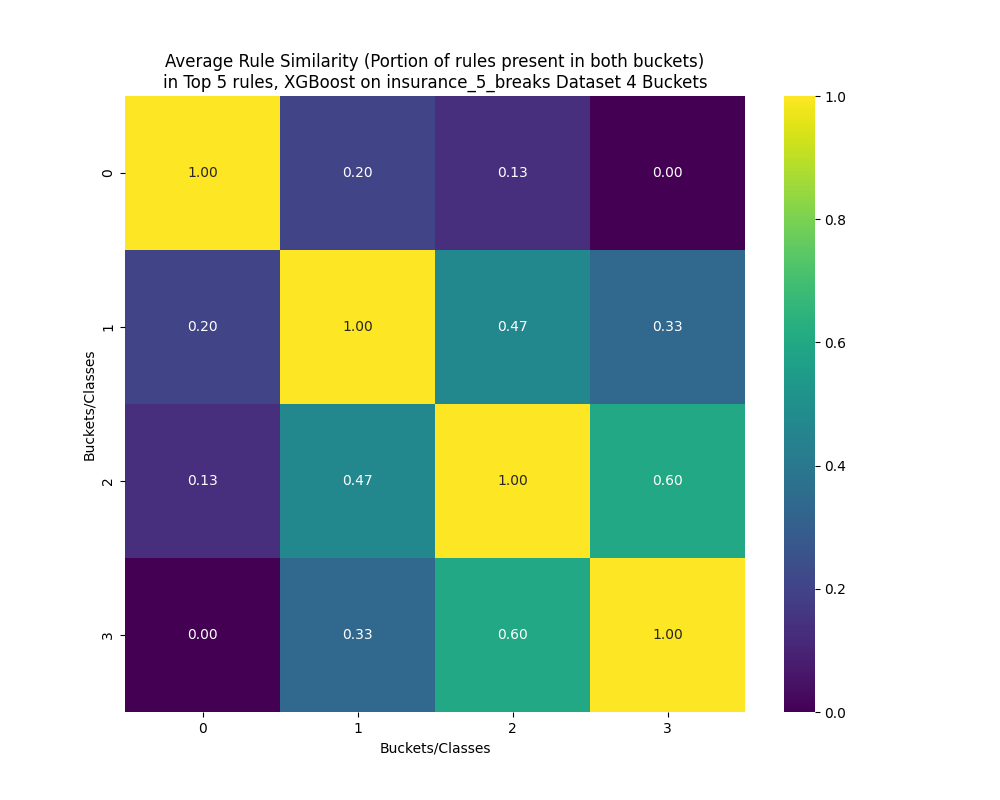 Average Rule Similarity (Portion of rules present in both buckets)
in Top 5 rules, XGBoost on insurance_5_breaks Dataset 4 Buckets
0 1.00 0.20 0.13 0.00
1 0.20 1.00 0.47 0.33
2 0.13 0.47 1.00 0.60
3 0.00 0.33 0.60 1.00
0 1 2 3
Buckets/Classes
Buckets/Classes
1.0
0.8
0.6
0.4
0.2
0.0